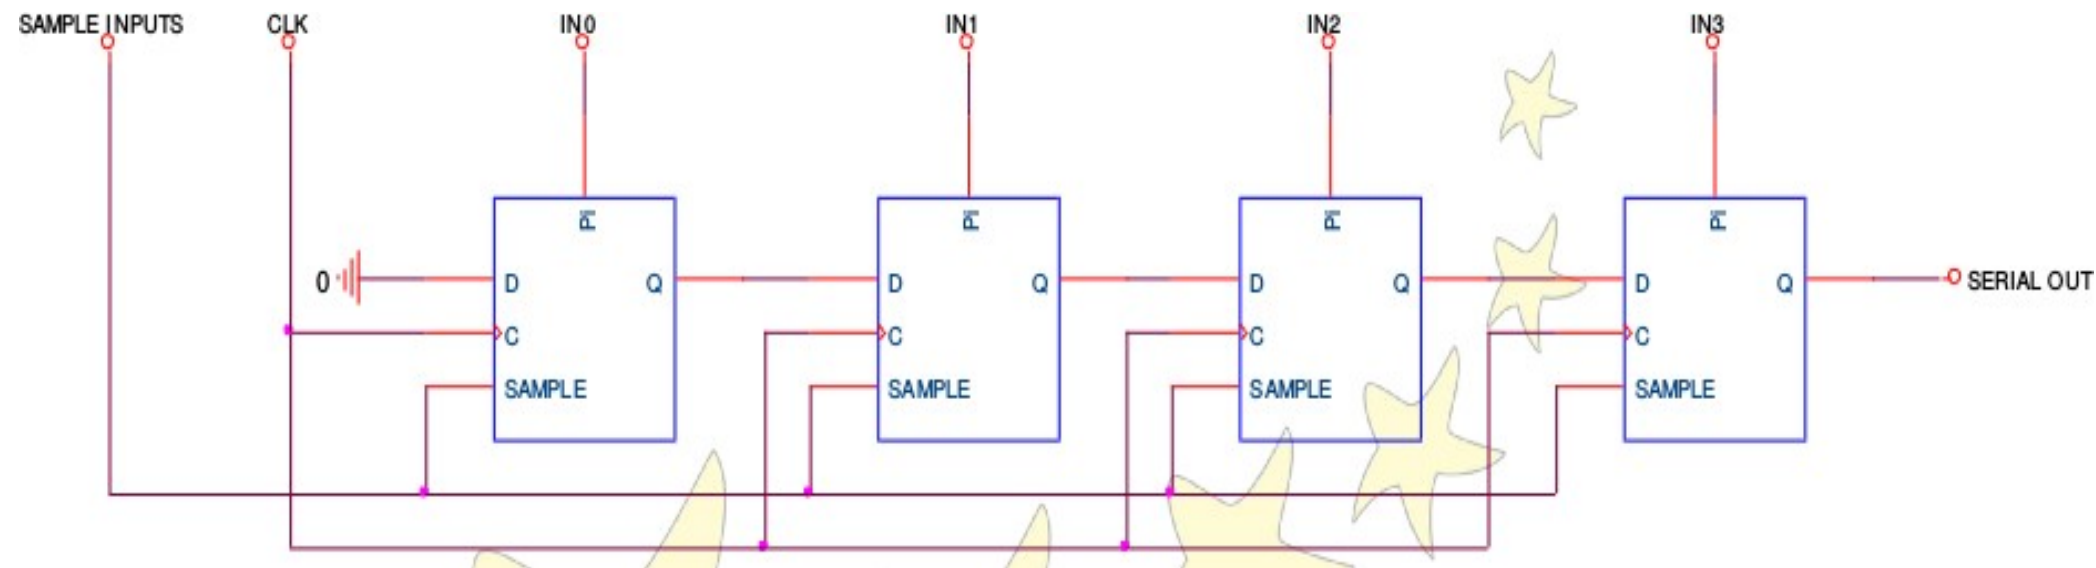 SAMPLE INPUTS
CLK
IN0
IN1
IN2
IN3
Pi
Pi
Pi
Pi
0
D
Q
D
Q
D
Q
D
Q
SERIAL OUT
C
C
C
C
SAMPLE
SAMPLE
SAMPLE
SAMPLE